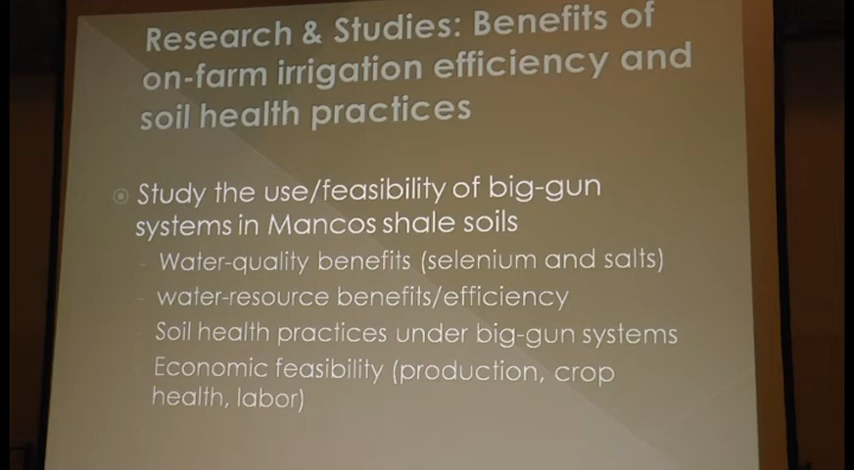 Research & Studies: Benefits of
on-farm irrigation efficiency and
soil health practices
Study the use/feasibility of big-gun
systems in Mancos shale soils
- Water-quality benefits (selenium and salts)
- water-resource benefits/efficiency
- Soil health practices under big-gun systems
Economic feasibility (production, crop
health, labor)